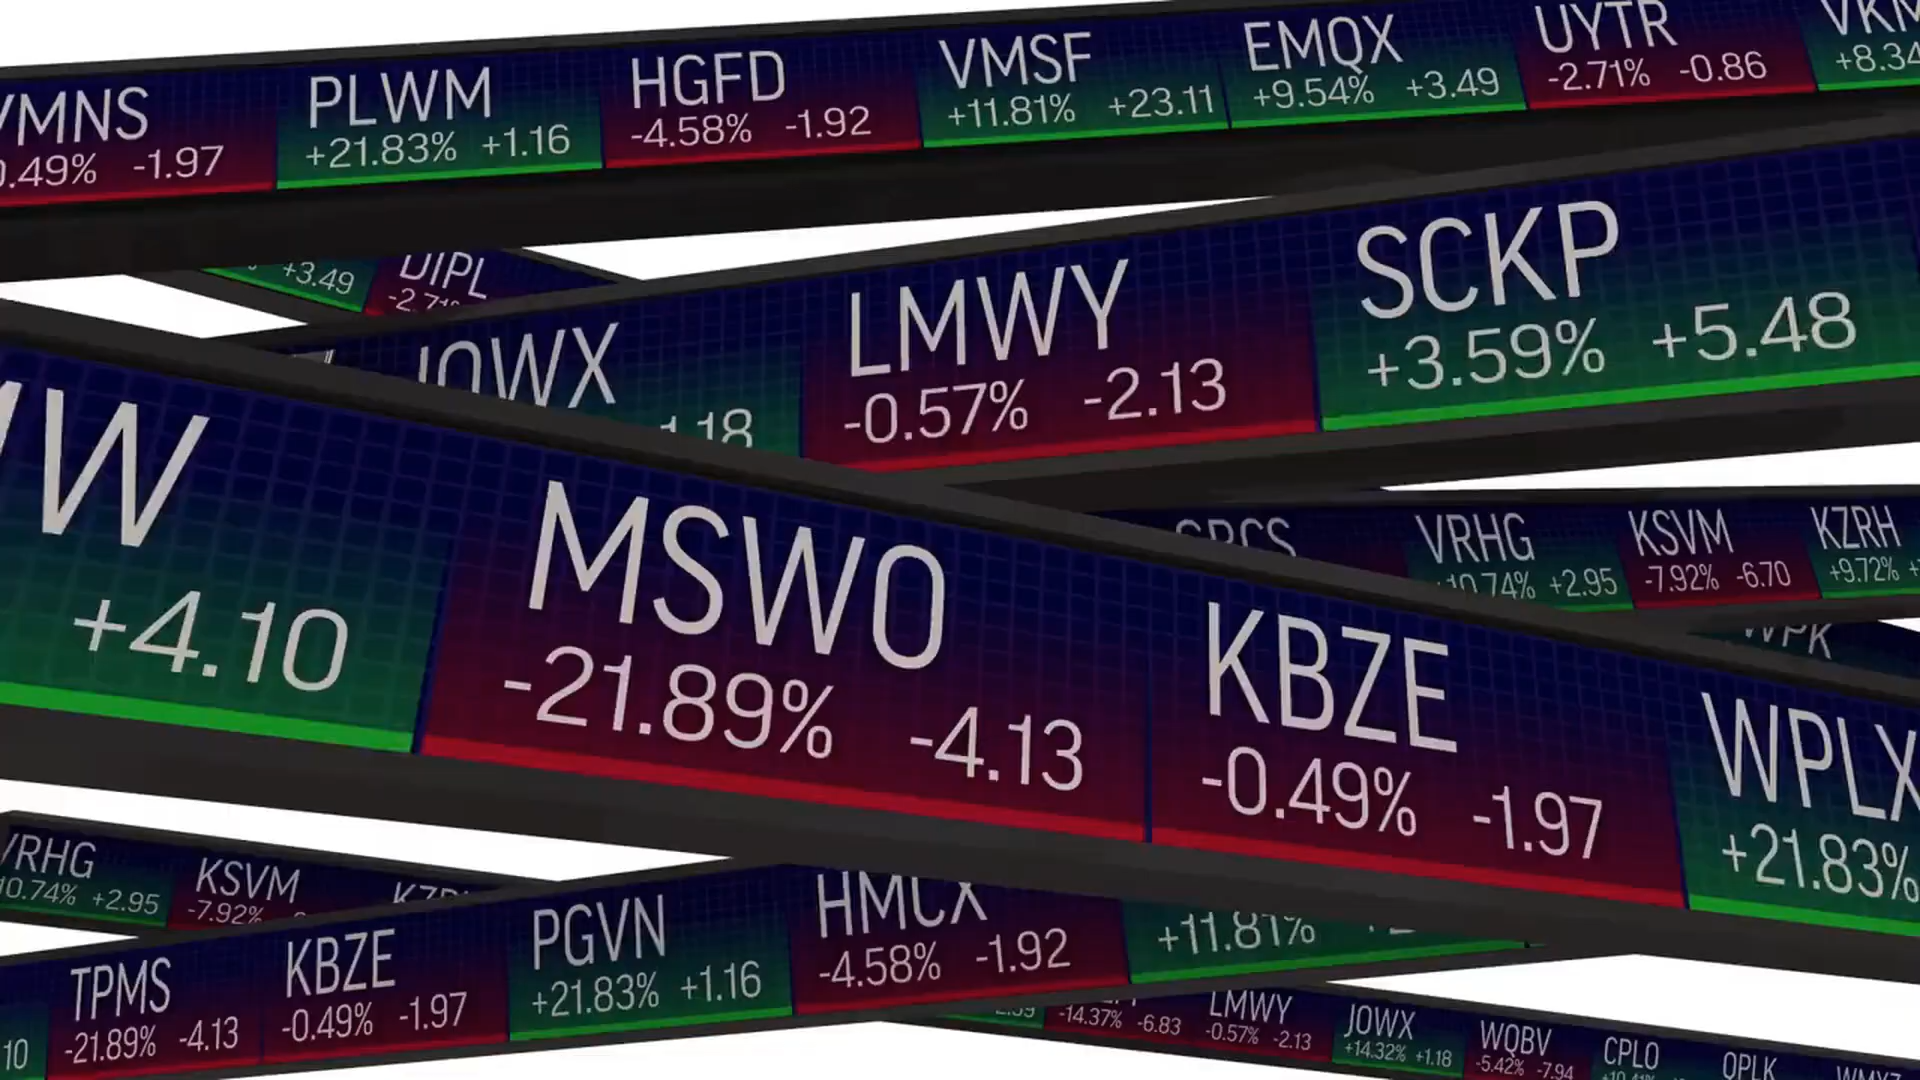 PLWM
+21.83% +1.16
HGFD
-4.58% -1.92
VMSF
+11.81% +23.11
EMQX
+9.54% +3.49
UYTR
-2.71% -0.86
-1.97
+3.49
DIPL
JOWX
LMWY
-0.57% -2.13
SCKP
+3.59% +5.48
+4.10
MSWO
-21.89% -4.13
KBZE
-0.49% -1.97
WPLX
+21.83%
VRHG
+2.95
KSVM
-7.92% -6.70
KZRH
+9.72%
VRHG
+2.95
KSVM
-7.92%
TPMS
-21.89% -4.13
KBZE
-0.49% -1.97
PGVN
+21.83% +1.16
HMCX
-4.58% -1.92
+11.81%
-14.37% -6.83
LMWY
-0.57% -2.13
JOWX
+14.32% +1.18
WQBV
-5.42% -7.94
CPLO
QPLK